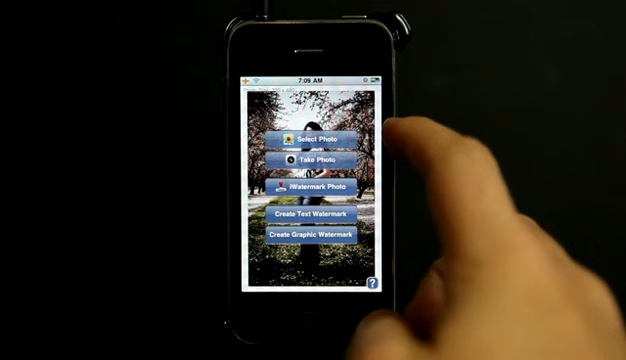 7:09 AM
Select Photo
Take Photo
iWatermark Photo
Create Text Watermark
Create Graphic Watermark
?